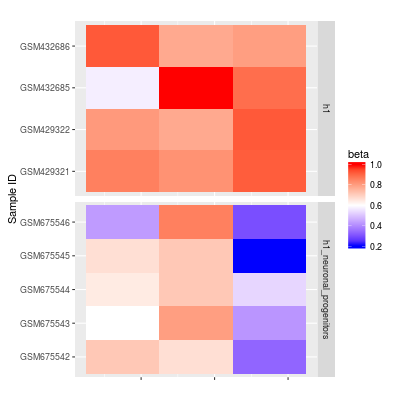 GSM432686
GSM432685
GSM429322
GSM429321
h1
Sample ID
GSM675546
GSM675545
GSM675544
GSM675543
GSM675542
h1_neuronal_progenitors
beta
1.0
0.8
0.6
0.4
0.2